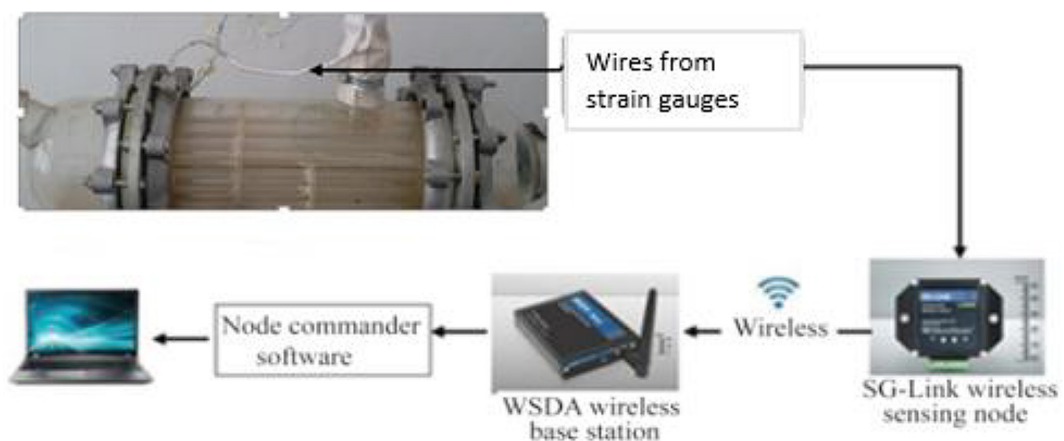 Wires from
strain gauges
Wireless
Node commander
software
WSDA wireless
base station
SG-Link wireless
sensing node